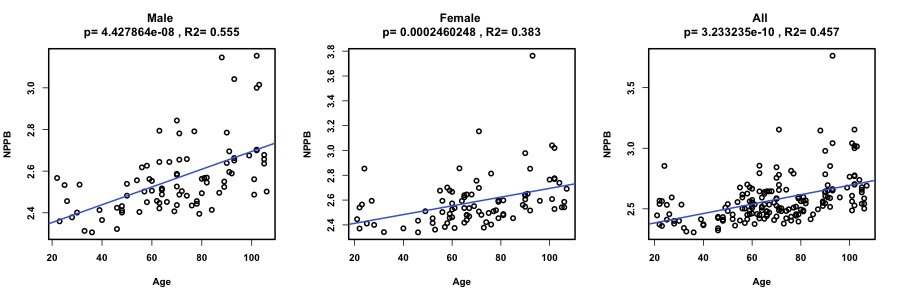 Male
p= 4.427864e-08 , R2= 0.555
NPPB
3.0
2.8
2.6
2.4
20 40 60 80 100
Age
Female
p= 0.0002460248 , R2= 0.383
NPPB
3.8
3.6
3.4
3.2
3.0
2.8
2.6
2.4
20 40 60 80 100
Age
All
p= 3.233235e-10 , R2= 0.457
NPPB
3.5
3.0
2.5
20 40 60 80 100
Age